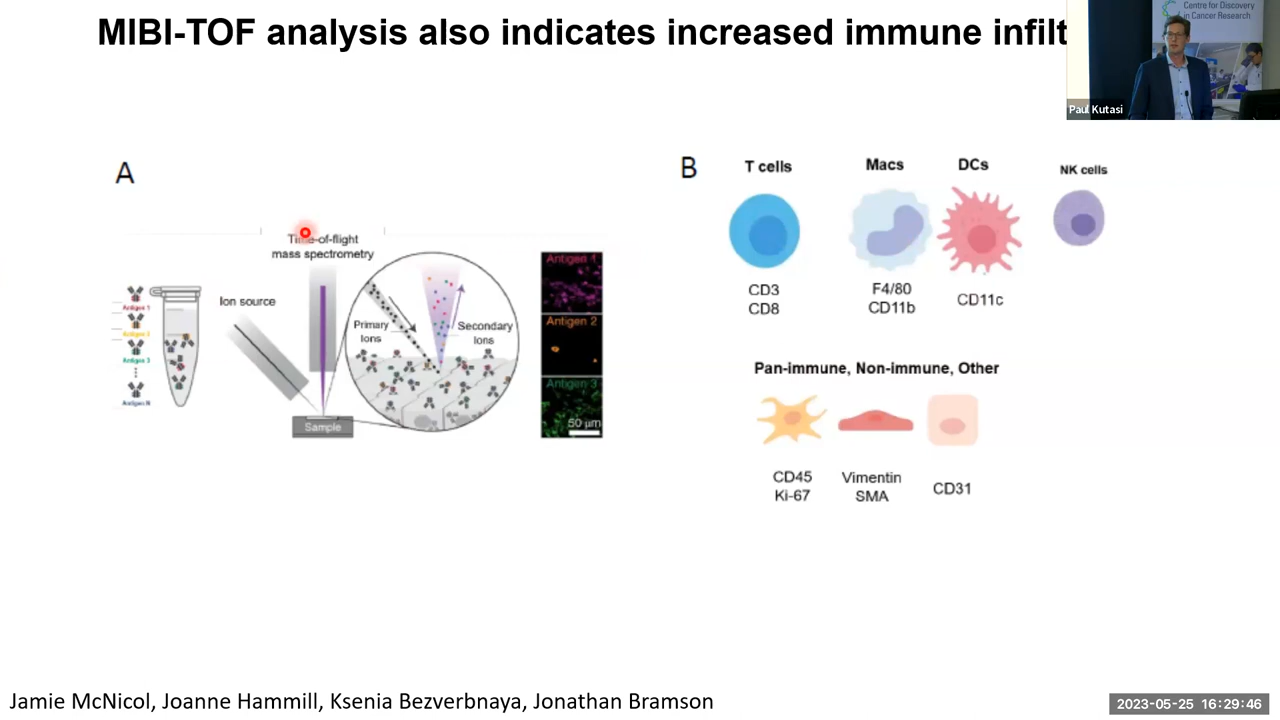 MIBI-TOF analysis also indicates increased immune infilt
Centre for Discovery
in Cancer Research
Paul Kutasi
A
Time-of-flight
mass spectrometry
Ion source
Primary
Ions
Secondary
Ions
Sample
Antigen 1
Antigen 2
Antigen 3
Antigen N
Antigen 1
Antigen 2
Antigen 3
50 µm
B
T cells
Macs
DCs
NK cells
CD3
CD8
F4/80
CD11b
CD11c
Pan-immune, Non-immune, Other
CD45
Ki-67
Vimentin
SMA
CD31
Jamie McNicol, Joanne Hammill, Ksenia Bezverbnaya, Jonathan Bramson
2023-05-25 16:29:46